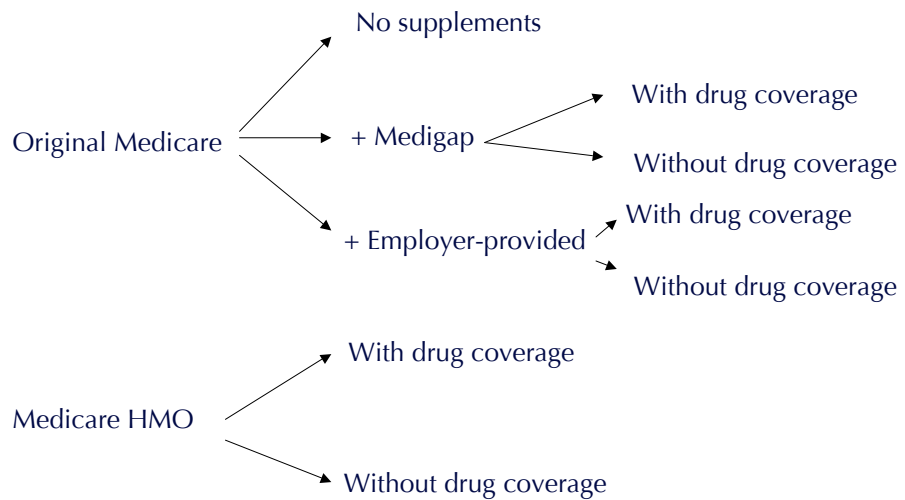 No supplements
With drug coverage
Original Medicare
+ Medigap
Without drug coverage
With drug coverage
+ Employer-provided
Without drug coverage
With drug coverage
Medicare HMO
Without drug coverage